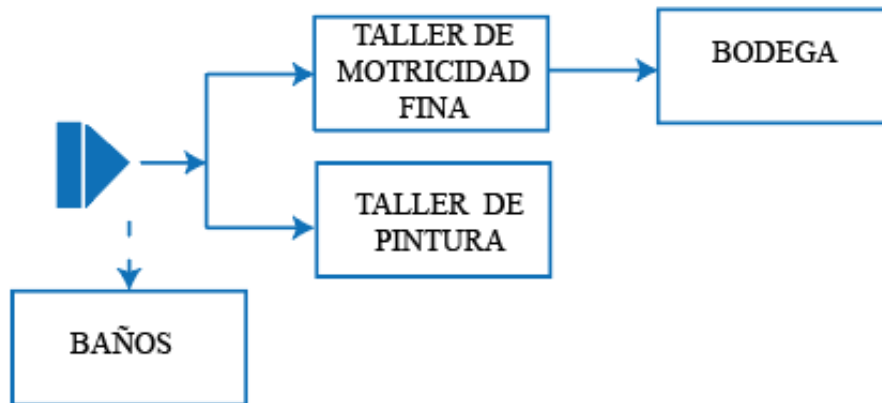 TALLER DE
MOTRICIDAD
FINA
BODEGA
TALLER DE
PINTURA
BAÑOS